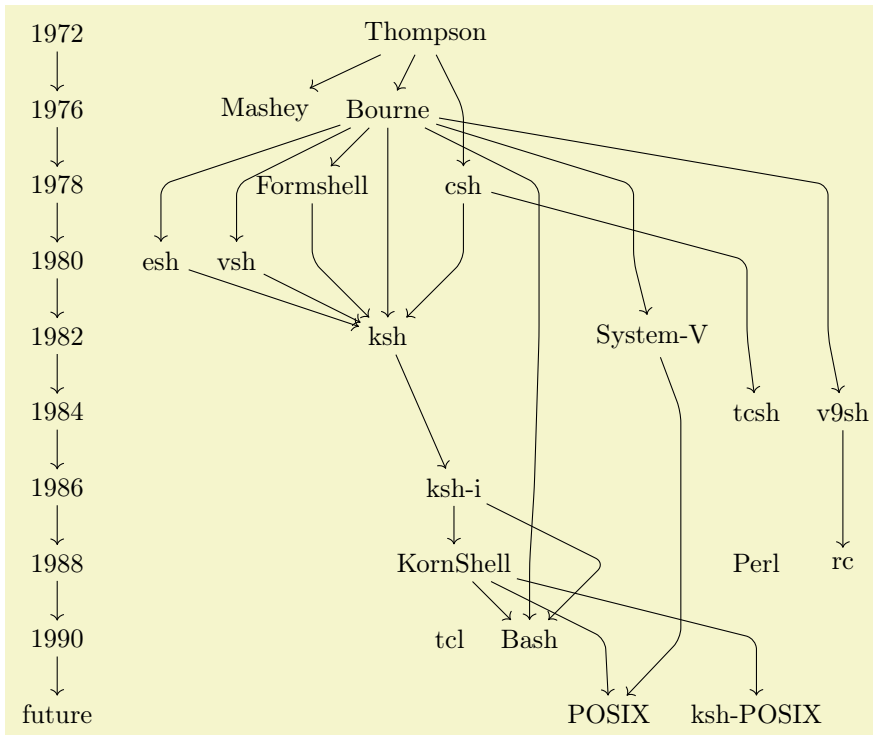 1972 Thompson
1976 Mashey Bourne
1978 Formshell csh
1980 esh vsh
1982 ksh System-V
1984 tcsh v9sh
1986 ksh-i
1988 KornShell Perl rc
1990 tcl Bash
future POSIX ksh-POSIX